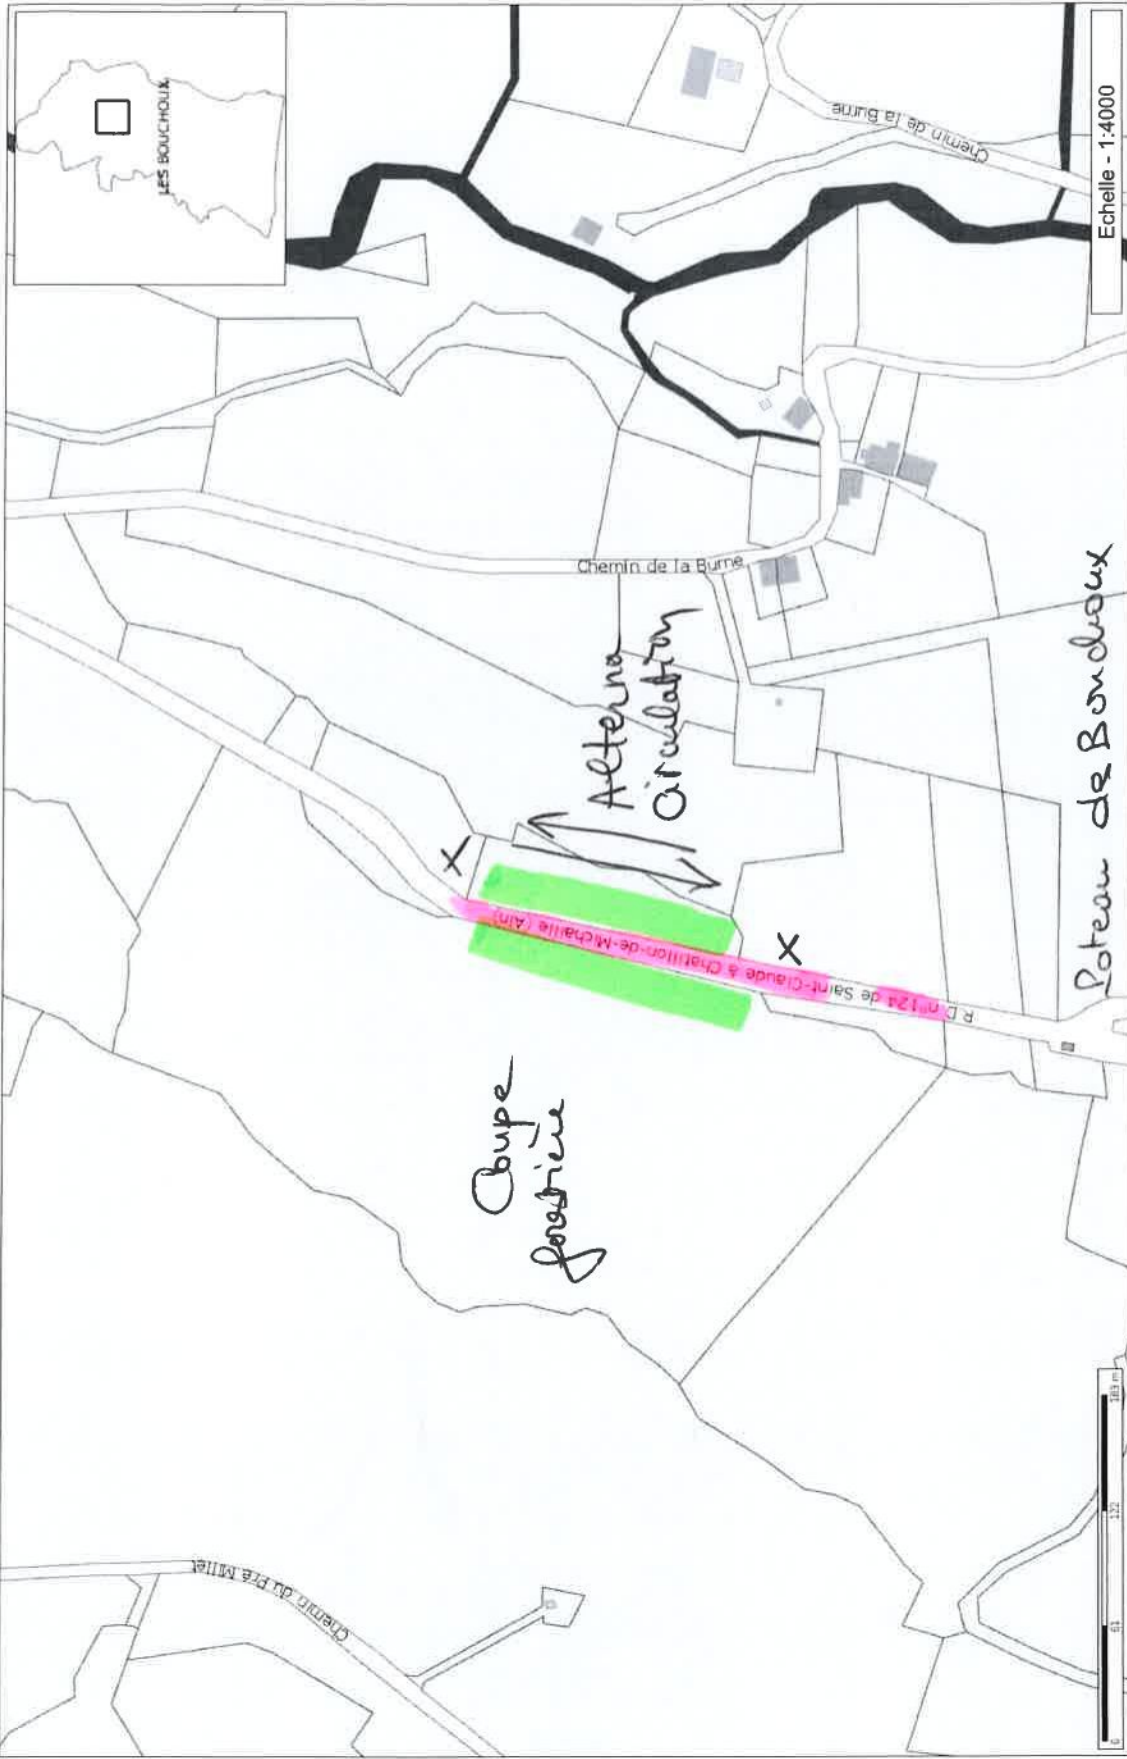 LES BOUCHOUX
Chemin de la Burne
Chemin de la Burne
Alterna
circulation
X
X
R D n°124 de Saint-Claude à Chatillon-de-Michaille (Ain)
Coupe
forestière
Poteau de Bouchoux
Chemin du Pré Millet
0 61 122 183 m
Echelle - 1:4000